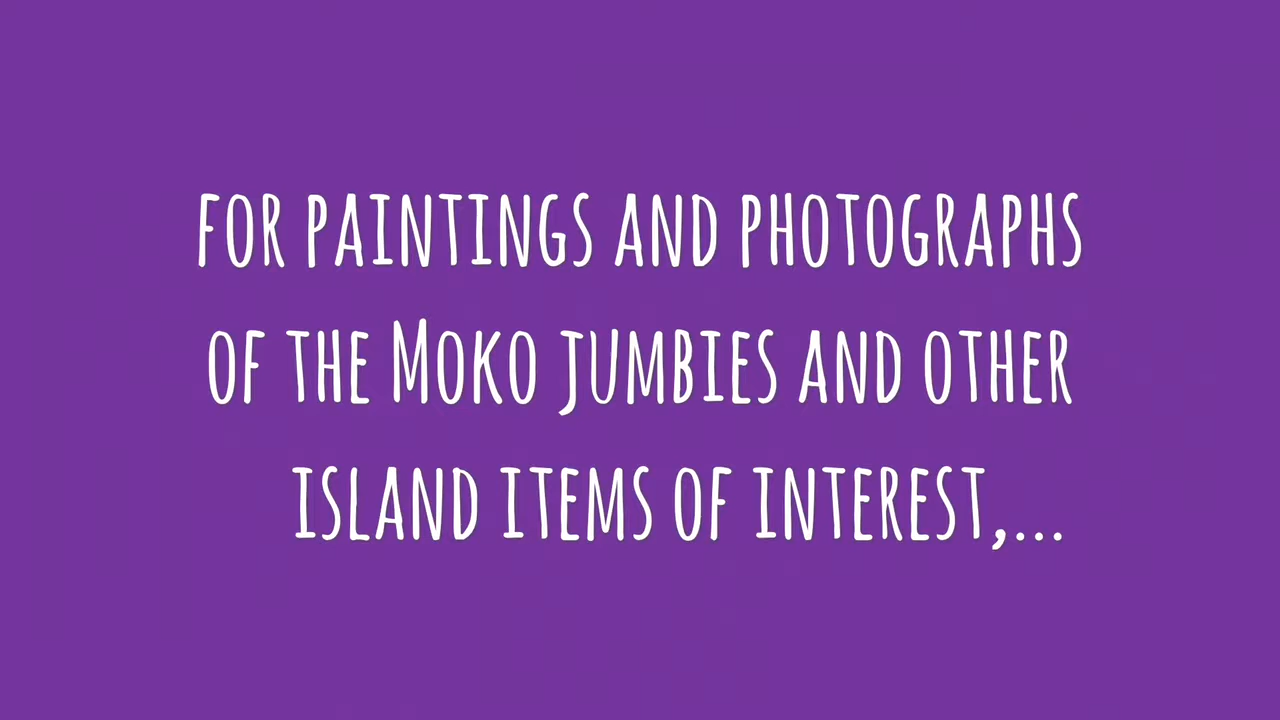 FOR PAINTINGS AND PHOTOGRAPHS
OF THE MOKO JUMBIES AND OTHER
ISLAND ITEMS OF INTEREST,...